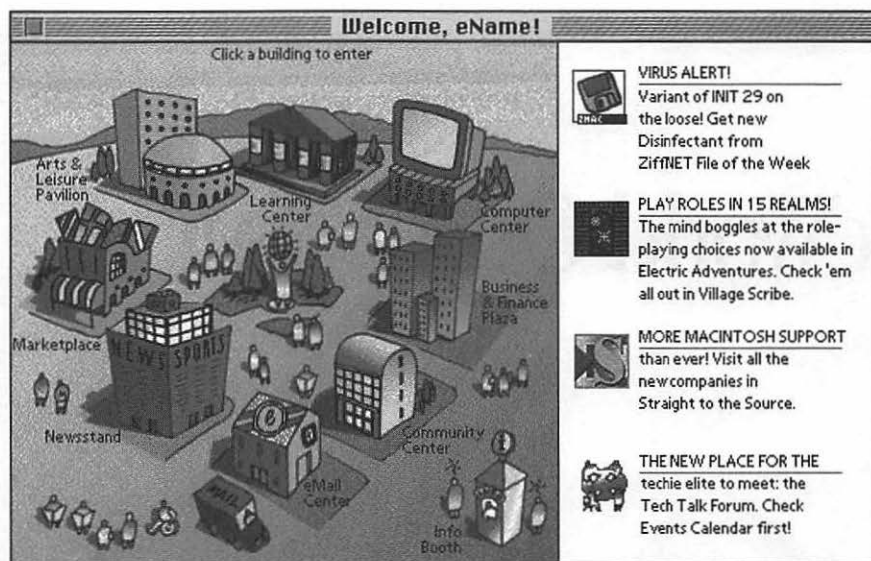 Welcome, eName!
Click a building to enter
Arts &
Leisure
Pavilion
Learning
Center
Computer
Center
Marketplace
Business
& Finance
Plaza
NEWS SPORTS
Newsstand
Community
Center
eMail
Center
MAIL
Info
Booth
ZMAC
VIRUS ALERT!
Variant of INIT 29 on
the loose! Get new
Disinfectant from
ZiffNET File of the Week
PLAY ROLES IN 15 REALMS!
The mind boggles at the role-
playing choices now available in
Electric Adventures. Check 'em
all out in Village Scribe.
MORE MACINTOSH SUPPORT
than ever! Visit all the
new companies in
Straight to the Source.
THE NEW PLACE FOR THE
techie elite to meet: the
Tech Talk Forum. Check
Events Calendar first!